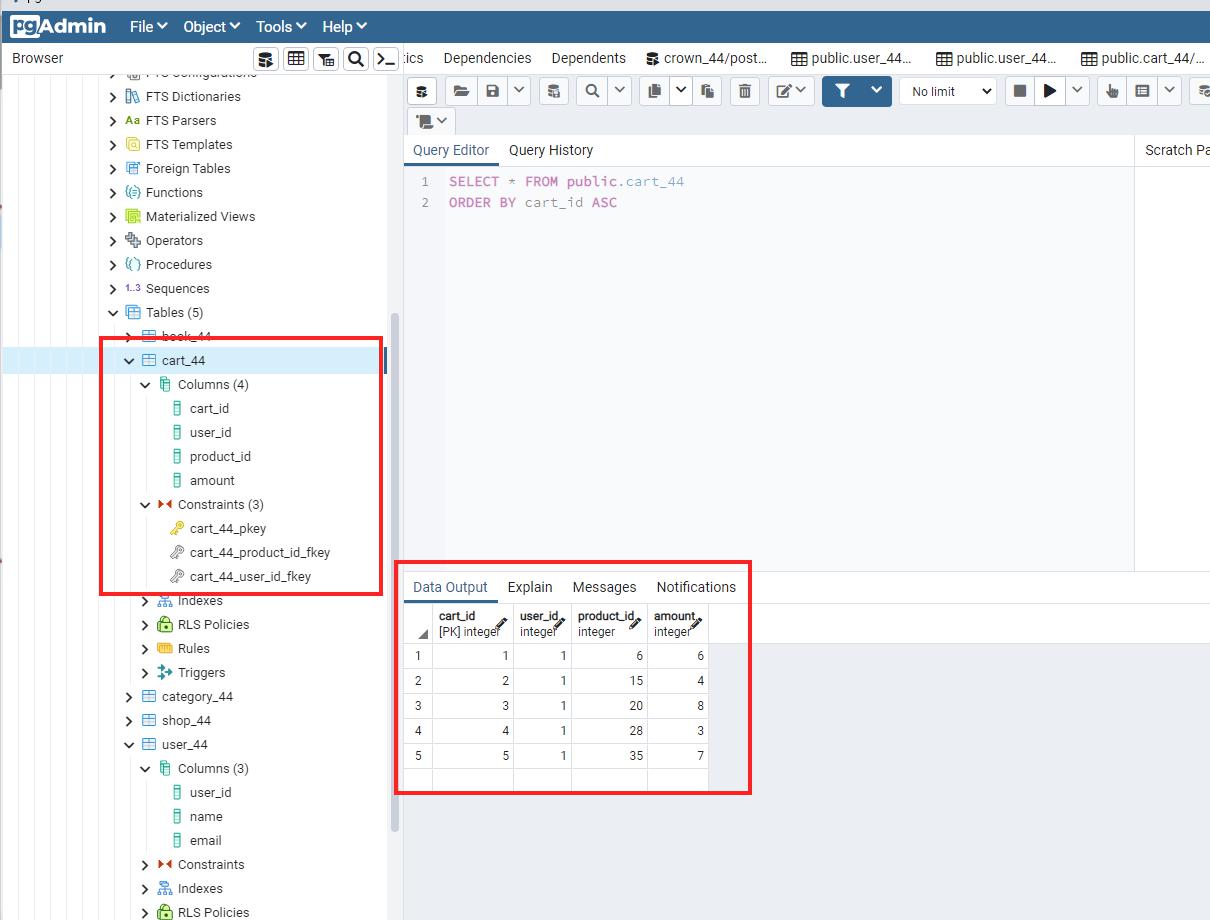 pgAdmin File Object Tools Help
Browser
ics Dependencies Dependents crown_44/post... public.user_44... public.user_44... public.cart_44/...
FTS Configurations
FTS Dictionaries
Aa FTS Parsers
FTS Templates
Foreign Tables
Functions
Materialized Views
Operators
Procedures
1..3 Sequences
Tables (5)
book_44
cart_44
Columns (4)
cart_id
user_id
product_id
amount
Constraints (3)
cart_44_pkey
cart_44_product_id_fkey
cart_44_user_id_fkey
Indexes
RLS Policies
Rules
Triggers
category_44
shop_44
user_44
Columns (3)
user_id
name
email
Constraints
Indexes
RLS Policies
No limit
Query Editor Query History
Scratch Pa
1 SELECT * FROM public.cart_44
2 ORDER BY cart_id ASC
Data Output Explain Messages Notifications
cart_id user_id product_id amount
[PK] integer integer integer integer
1 1 1 6 6
2 2 1 15 4
3 3 1 20 8
4 4 1 28 3
5 5 1 35 7